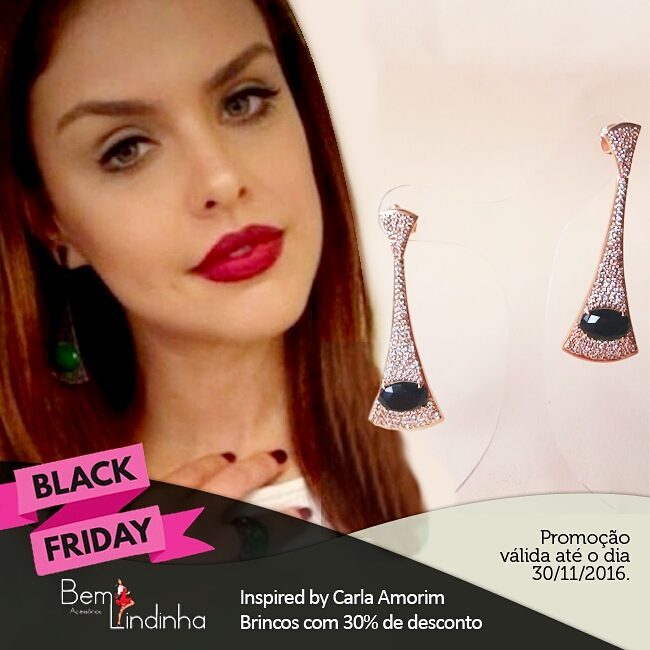 BLACK
FRIDAY
Bem Lindinha
Acessórios
Inspired by Carla Amorim
Brincos com 30% de desconto
Promoção
válida até o dia
30/11/2016.